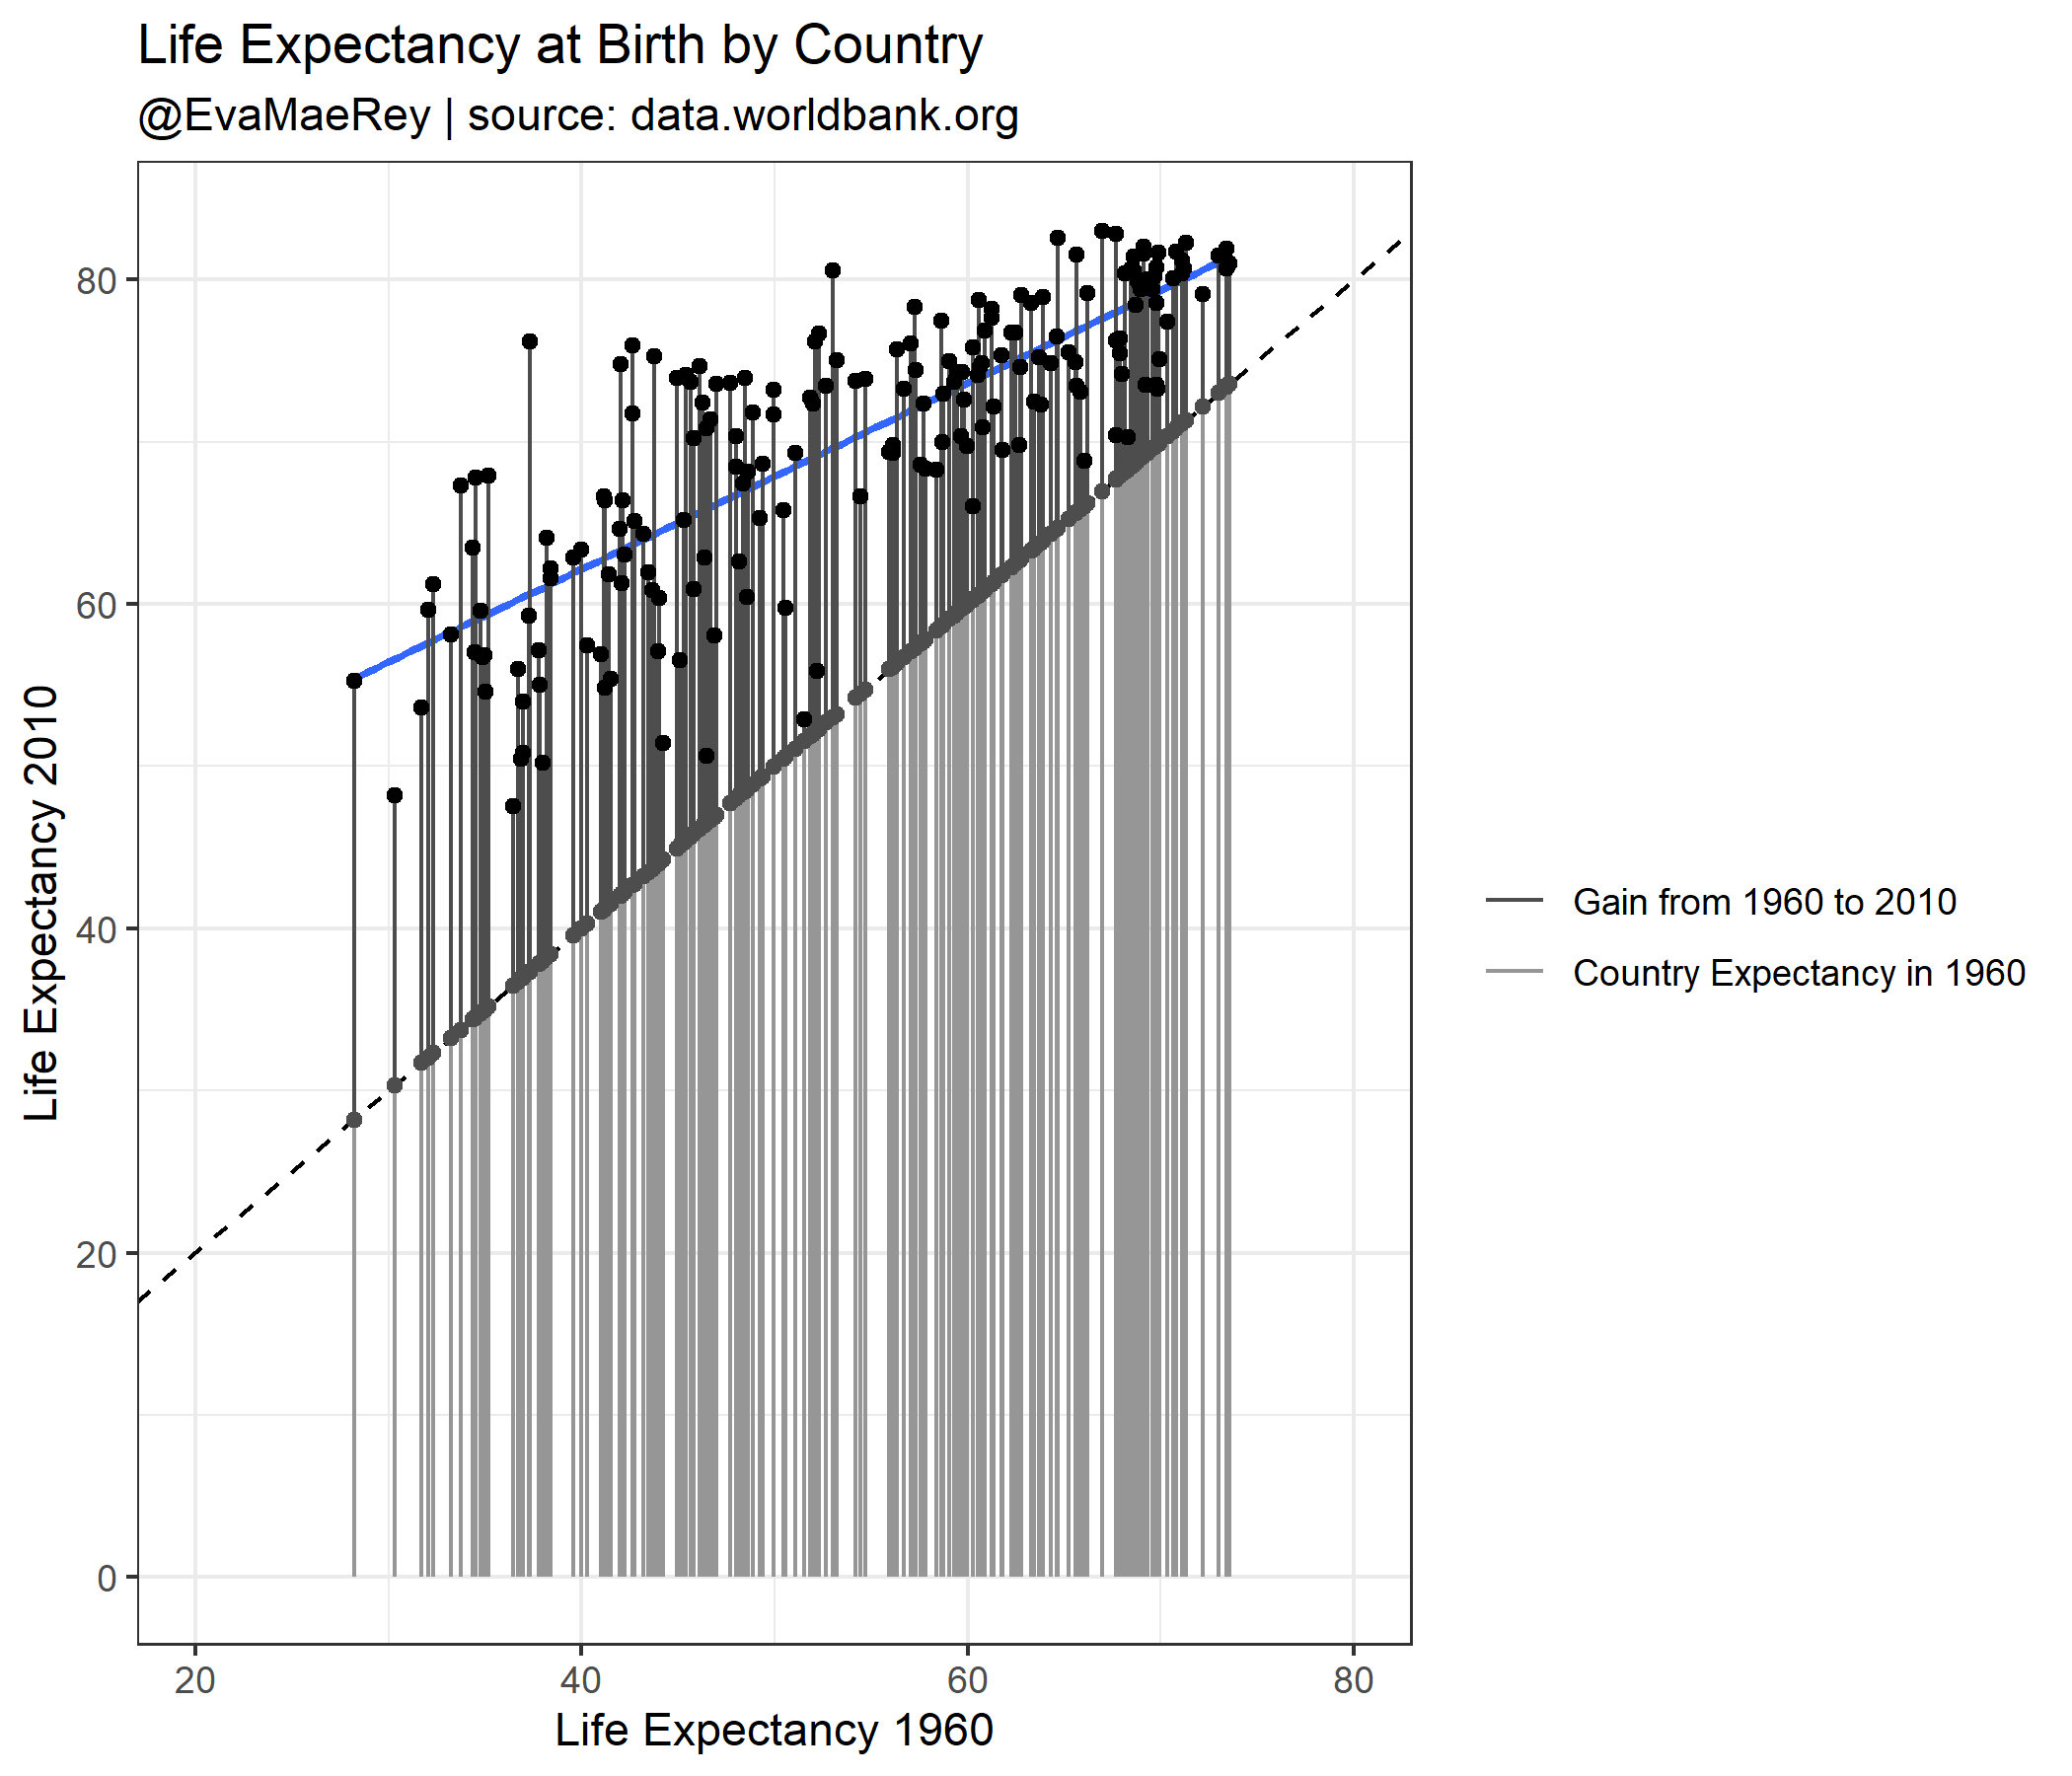 Life Expectancy at Birth by Country
@EvaMaeRey | source: data.worldbank.org
80
60
40
20
0
Life Expectancy 2010
20 40 60 80
Life Expectancy 1960
Gain from 1960 to 2010
Country Expectancy in 1960